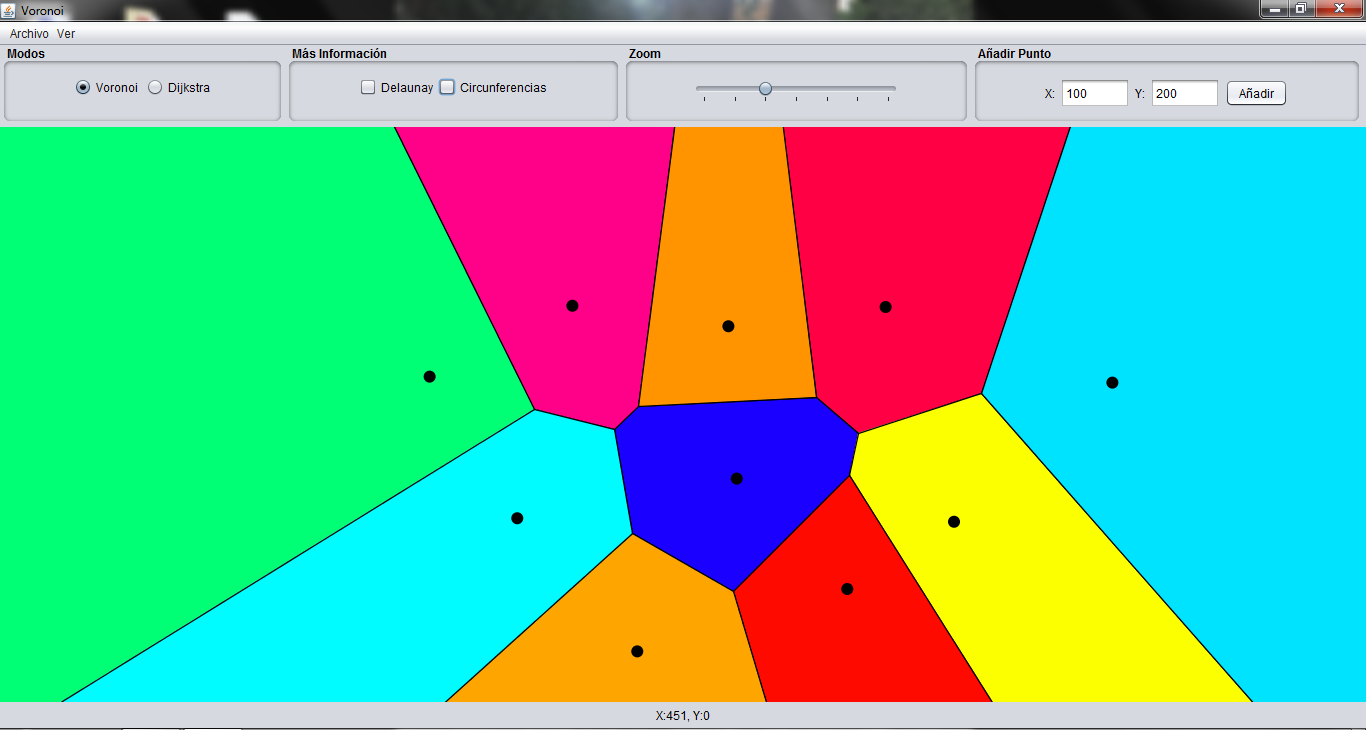 Voronoi
Archivo Ver
Modos Más Información Zoom Añadir Punto
Voronoi Dijkstra Delaunay Circunferencias X: 100 Y: 200 Añadir
X:451, Y:0